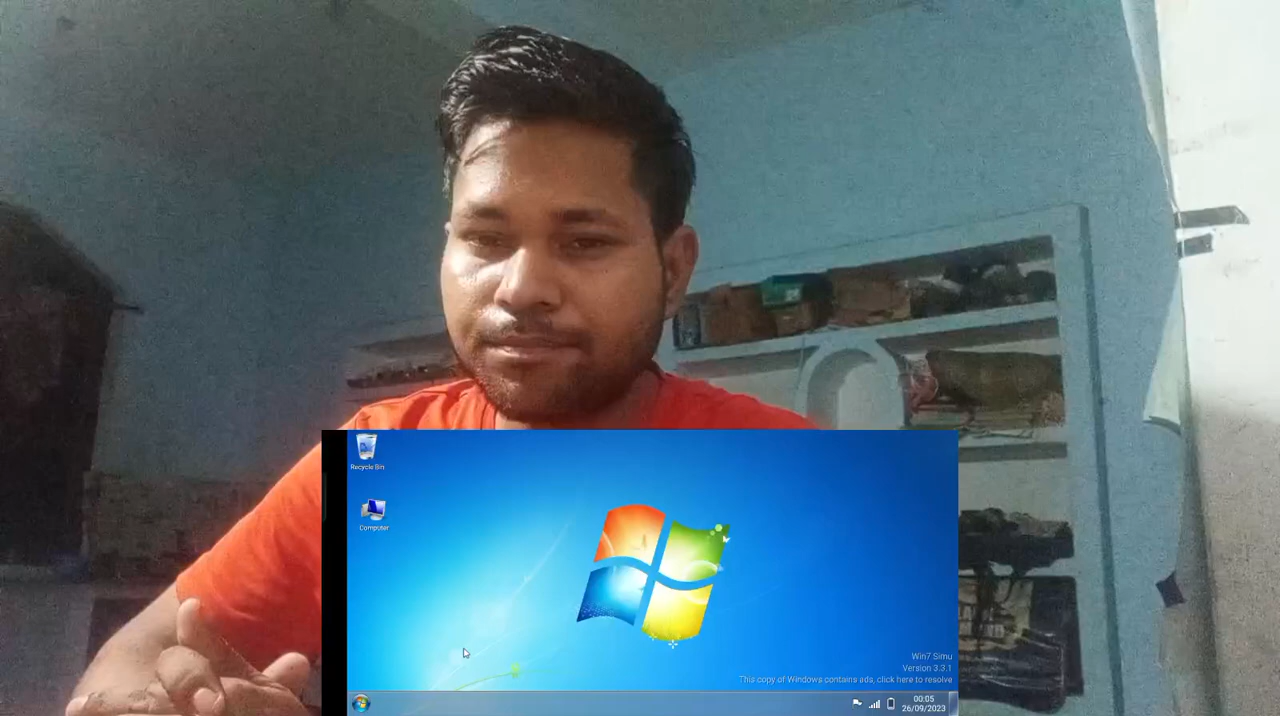 Recycle Bin
Computer
Win7 Simu
Version 3.3.1
This copy of Windows contains ads, click here to resolve
00:05
26/09/2023